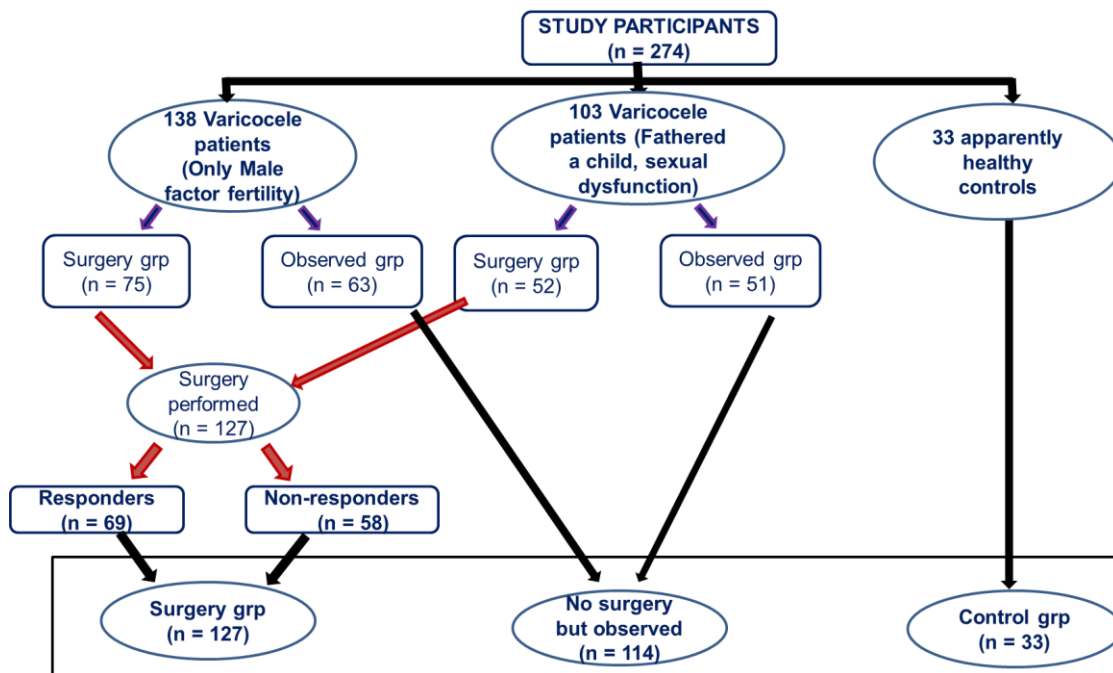 STUDY PARTICIPANTS
(n = 274)
138 Varicocele
patients
(Only Male
factor fertility)
103 Varicocele
patients (Fathered
a child, sexual
dysfunction)
33 apparently
healthy
controls
Surgery grp
(n = 75)
Observed grp
(n = 63)
Surgery grp
(n = 52)
Observed grp
(n = 51)
Surgery
performed
(n = 127)
Responders
(n = 69)
Non-responders
(n = 58)
Surgery grp
(n = 127)
No surgery
but observed
(n = 114)
Control grp
(n = 33)